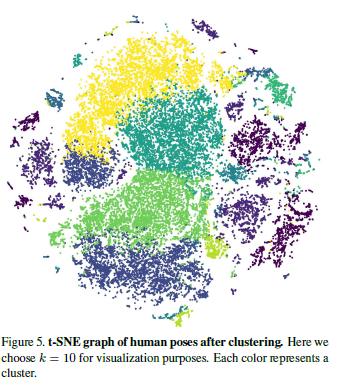 Figure 5. t-SNE graph of human poses after clustering. Here we
choose k = 10 for visualization purposes. Each color represents a
cluster.